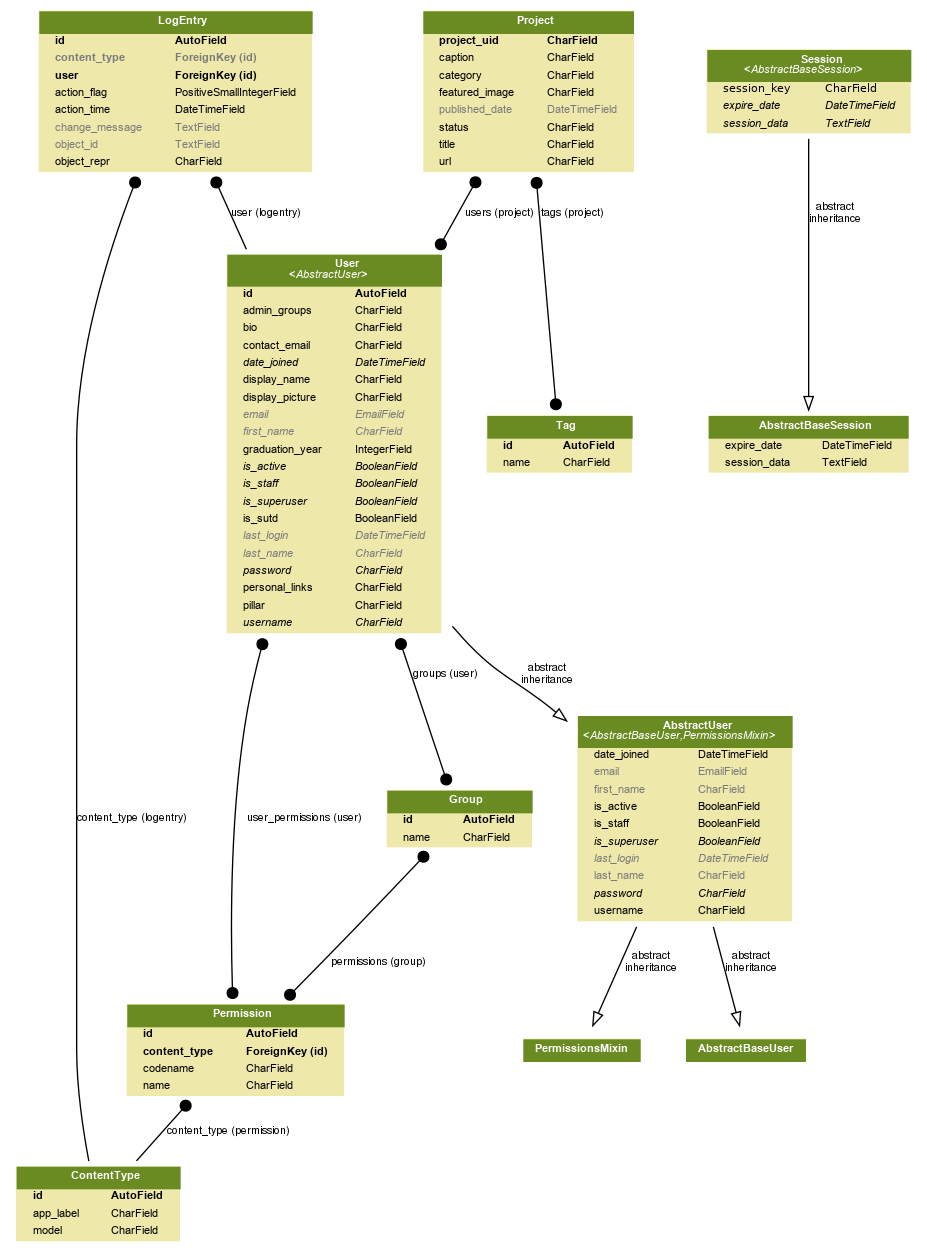 LogEntry
id AutoField
content_type ForeignKey (id)
user ForeignKey (id)
action_flag PositiveSmallIntegerField
action_time DateTimeField
change_message TextField
object_id TextField
object_repr CharField
Project
project_uid CharField
caption CharField
category CharField
featured_image CharField
published_date DateTimeField
status CharField
title CharField
url CharField
Session
<AbstractBaseSession>
session_key CharField
expire_date DateTimeField
session_data TextField
user (logentry)
users (project)
tags (project)
abstract
inheritance
User
<AbstractUser>
id AutoField
admin_groups CharField
bio CharField
contact_email CharField
date_joined DateTimeField
display_name CharField
display_picture CharField
email EmailField
first_name CharField
graduation_year IntegerField
is_active BooleanField
is_staff BooleanField
is_superuser BooleanField
is_sutd BooleanField
last_login DateTimeField
last_name CharField
password CharField
personal_links CharField
pillar CharField
username CharField
Tag
id AutoField
name CharField
AbstractBaseSession
expire_date DateTimeField
session_data TextField
groups (user)
abstract
inheritance
AbstractUser
<AbstractBaseUser,PermissionsMixin>
date_joined DateTimeField
email EmailField
first_name CharField
is_active BooleanField
is_staff BooleanField
is_superuser BooleanField
last_login DateTimeField
last_name CharField
password CharField
username CharField
content_type (logentry)
user_permissions (user)
Group
id AutoField
name CharField
permissions (group)
abstract
inheritance
abstract
inheritance
Permission
id AutoField
content_type ForeignKey (id)
codename CharField
name CharField
PermissionsMixin
AbstractBaseUser
content_type (permission)
ContentType
id AutoField
app_label CharField
model CharField